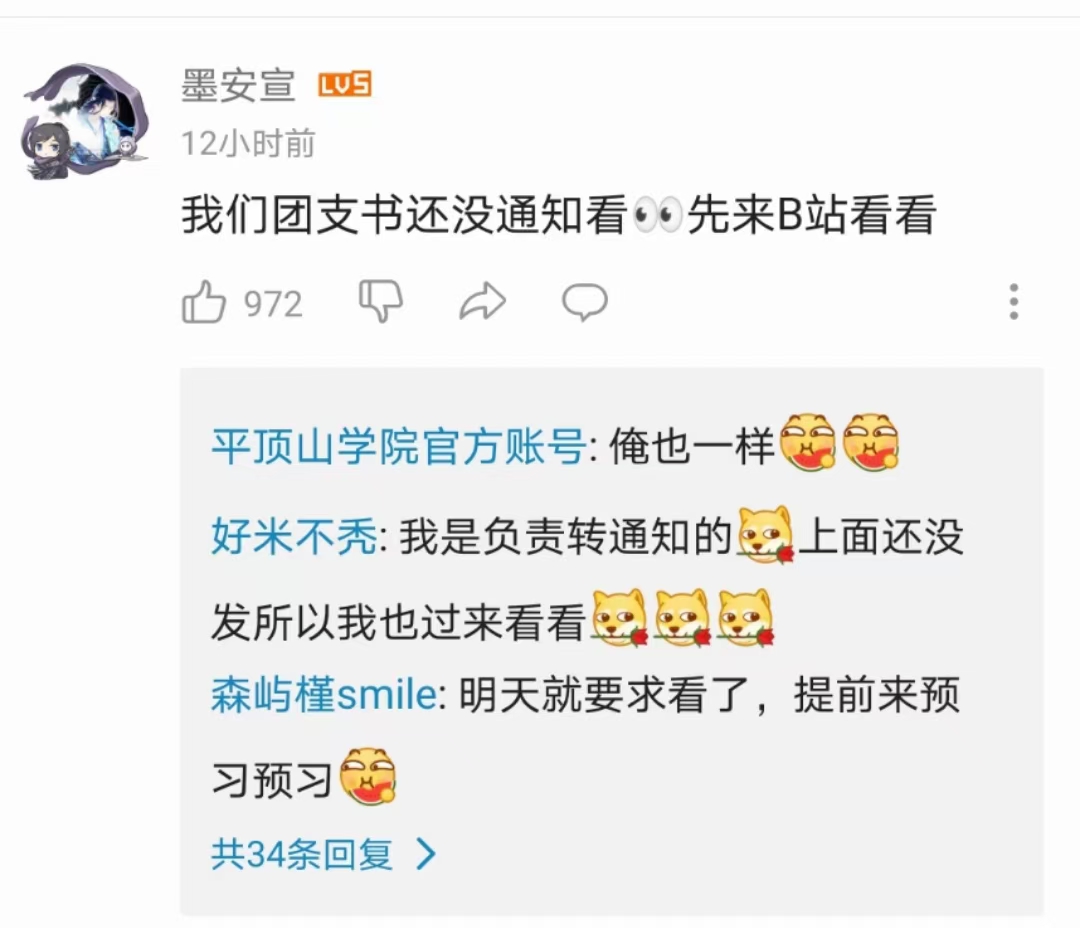 墨安宣 LV5
12小时前
我们团支书还没通知看👀先来B站看看
972
平顶山学院官方账号: 俺也一样
好米不秃: 我是负责转通知的上面还没
发所以我也过来看看
森屿槿smile: 明天就要求看了，提前来预
习预习
共34条回复 >